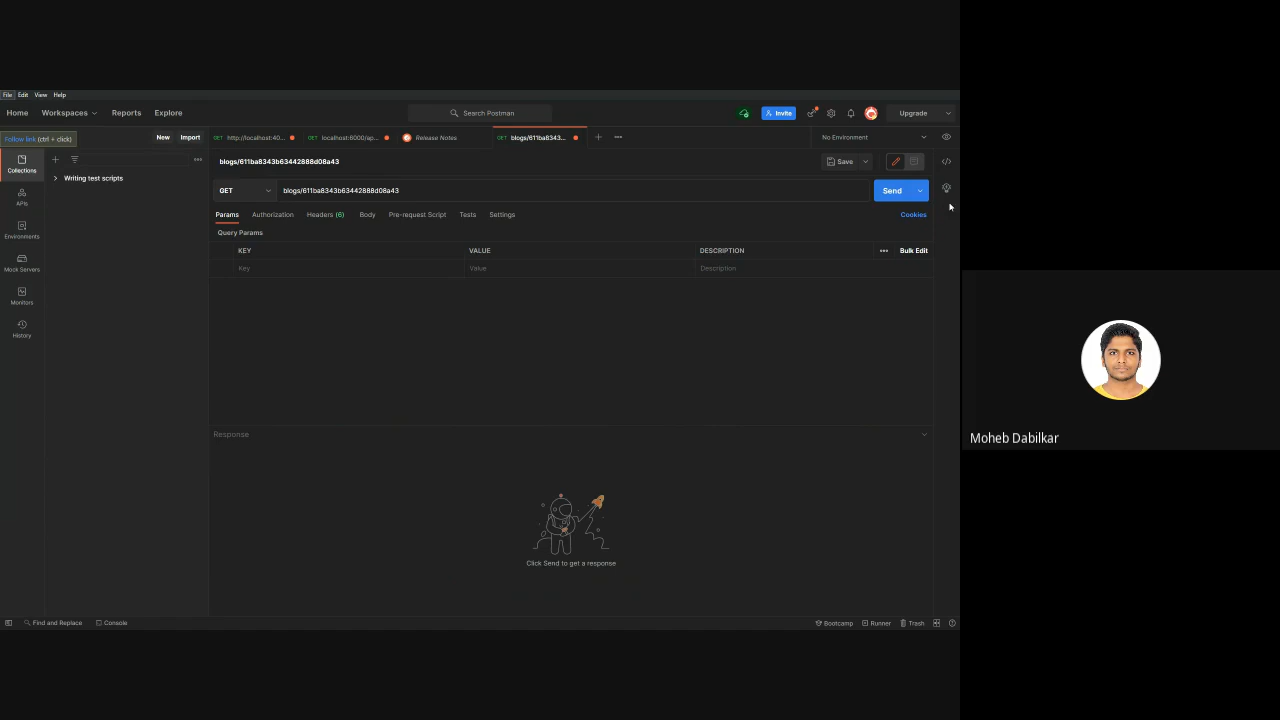 File Edit View Help
Home Workspaces Reports Explore Search Postman Invite Upgrade
Follow link (ctrl + click) New Import GET http://localhost:40... GET localhost:6000/ap... Release Notes GET blogs/611ba8343... No Environment
Collections
Writing test scripts
APIs
Environments
Mock Servers
Monitors
History
blogs/611ba8343b63442888d08a43 Save
GET blogs/611ba8343b63442888d08a43 Send
Params Authorization Headers (6) Body Pre-request Script Tests Settings Cookies
Query Params
KEY VALUE DESCRIPTION Bulk Edit
Key Value Description
Response
Click Send to get a response
Find and Replace Console Bootcamp Runner Trash
Moheb Dabilkar